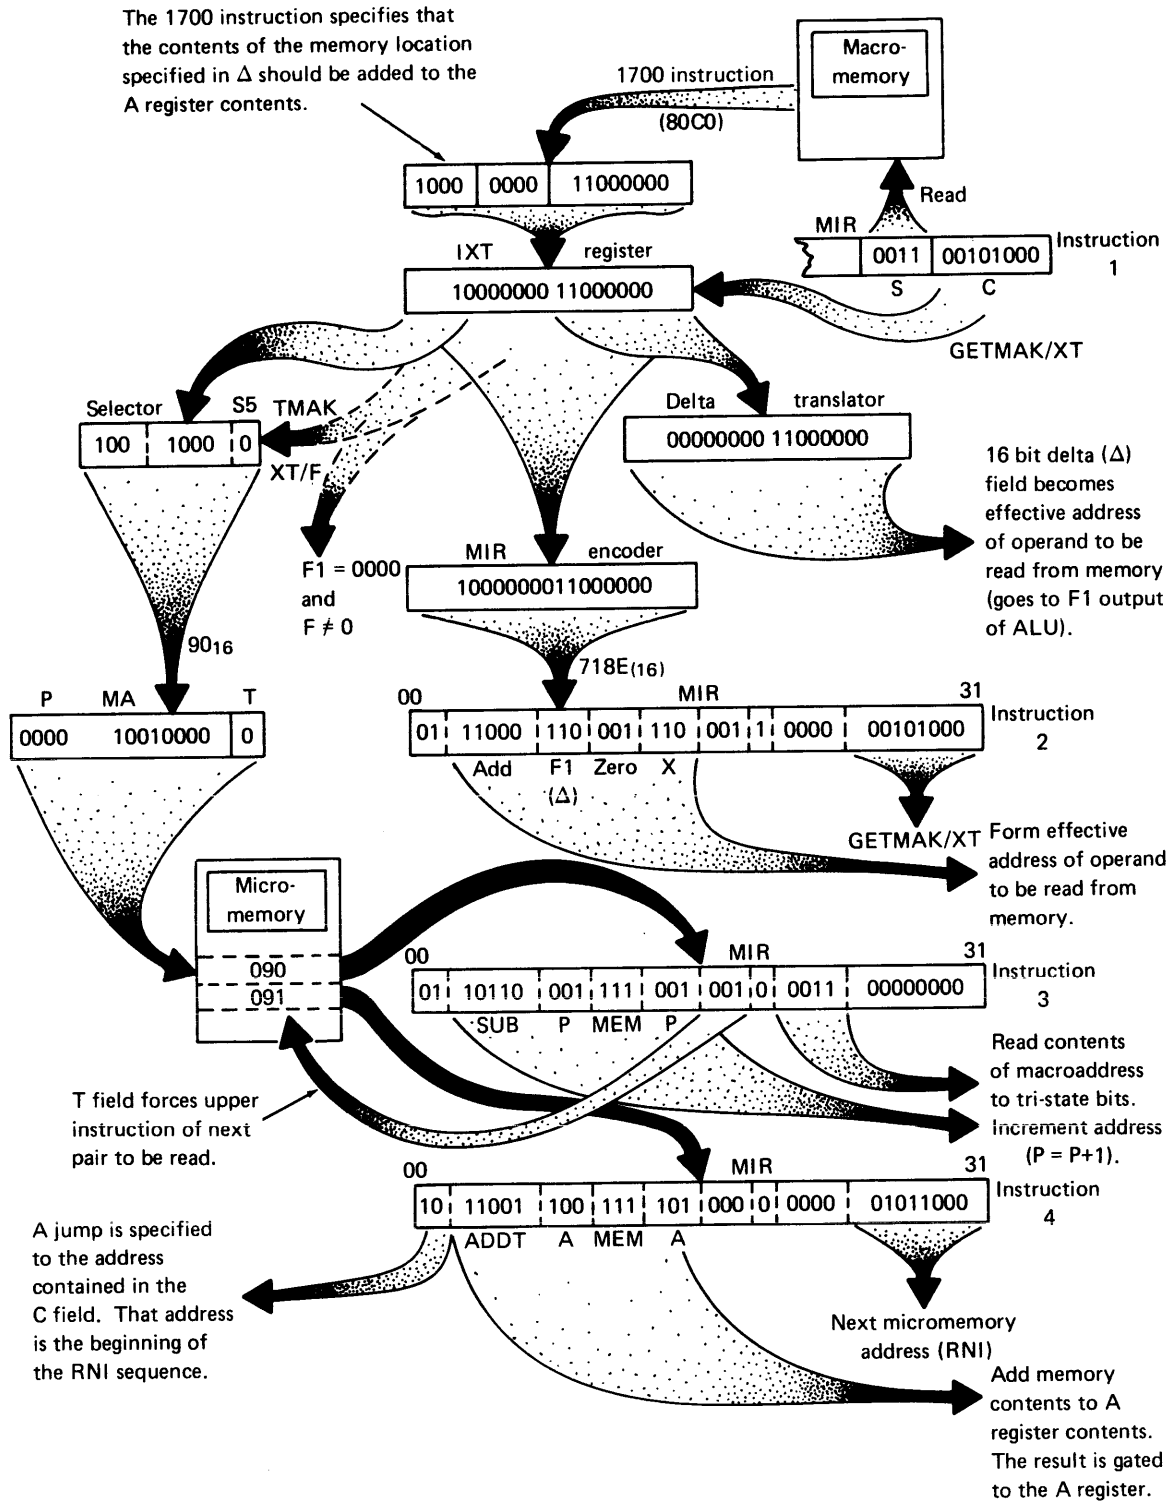 The 1700 instruction specifies that
the contents of the memory location
specified in Δ should be added to the
A register contents.
Macro-
memory
1700 instruction
(80C0)
1000 0000 11000000
Read
MIR
0011 00101000
Instruction
1
S C
IXT register
10000000 11000000
GETMAK/XT
Selector S5
100 1000 0
TMAK
XT/F
Delta translator
00000000 11000000
16 bit delta (Δ)
field becomes
effective address
of operand to be
read from memory
(goes to F1 output
of ALU).
F1 = 0000
and
F ≠ 0
MIR encoder
1000000011000000
90₁₆
718E(16)
P MA T
0000 10010000 0
00 MIR 31
01 11000 110 001 110 001 1 0000 00101000
Instruction
2
Add F1 Zero X
(Δ)
GETMAK/XT
Form effective
address of operand
to be read from
memory.
Micro-
memory
090
091
00 MIR 31
01 10110 001 111 001 001 0 0011 00000000
Instruction
3
SUB P MEM P
Read contents
of macroaddress
to tri-state bits.
Increment address
(P = P+1).
T field forces upper
instruction of next
pair to be read.
00 MIR 31
10 11001 100 111 101 000 0 0000 01011000
Instruction
4
ADDT A MEM A
A jump is specified
to the address
contained in the
C field. That address
is the beginning of
the RNI sequence.
Next micromemory
address (RNI)
Add memory
contents to A
register contents.
The result is gated
to the A register.